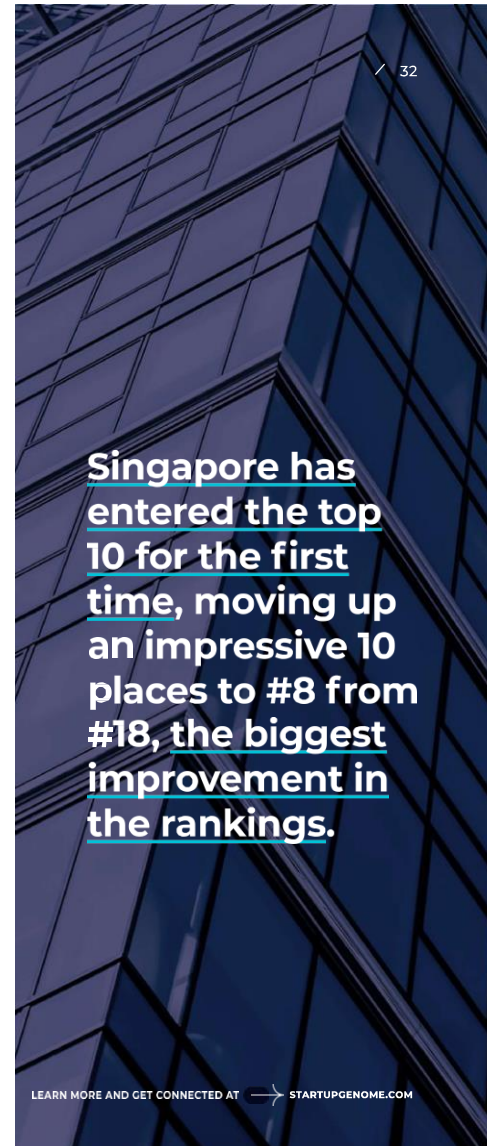 / 32
Singapore has
entered the top
10 for the first
time, moving up
an impressive 10
places to #8 from
#18, the biggest
improvement in
the rankings.
LEARN MORE AND GET CONNECTED AT → STARTUPGENOME.COM